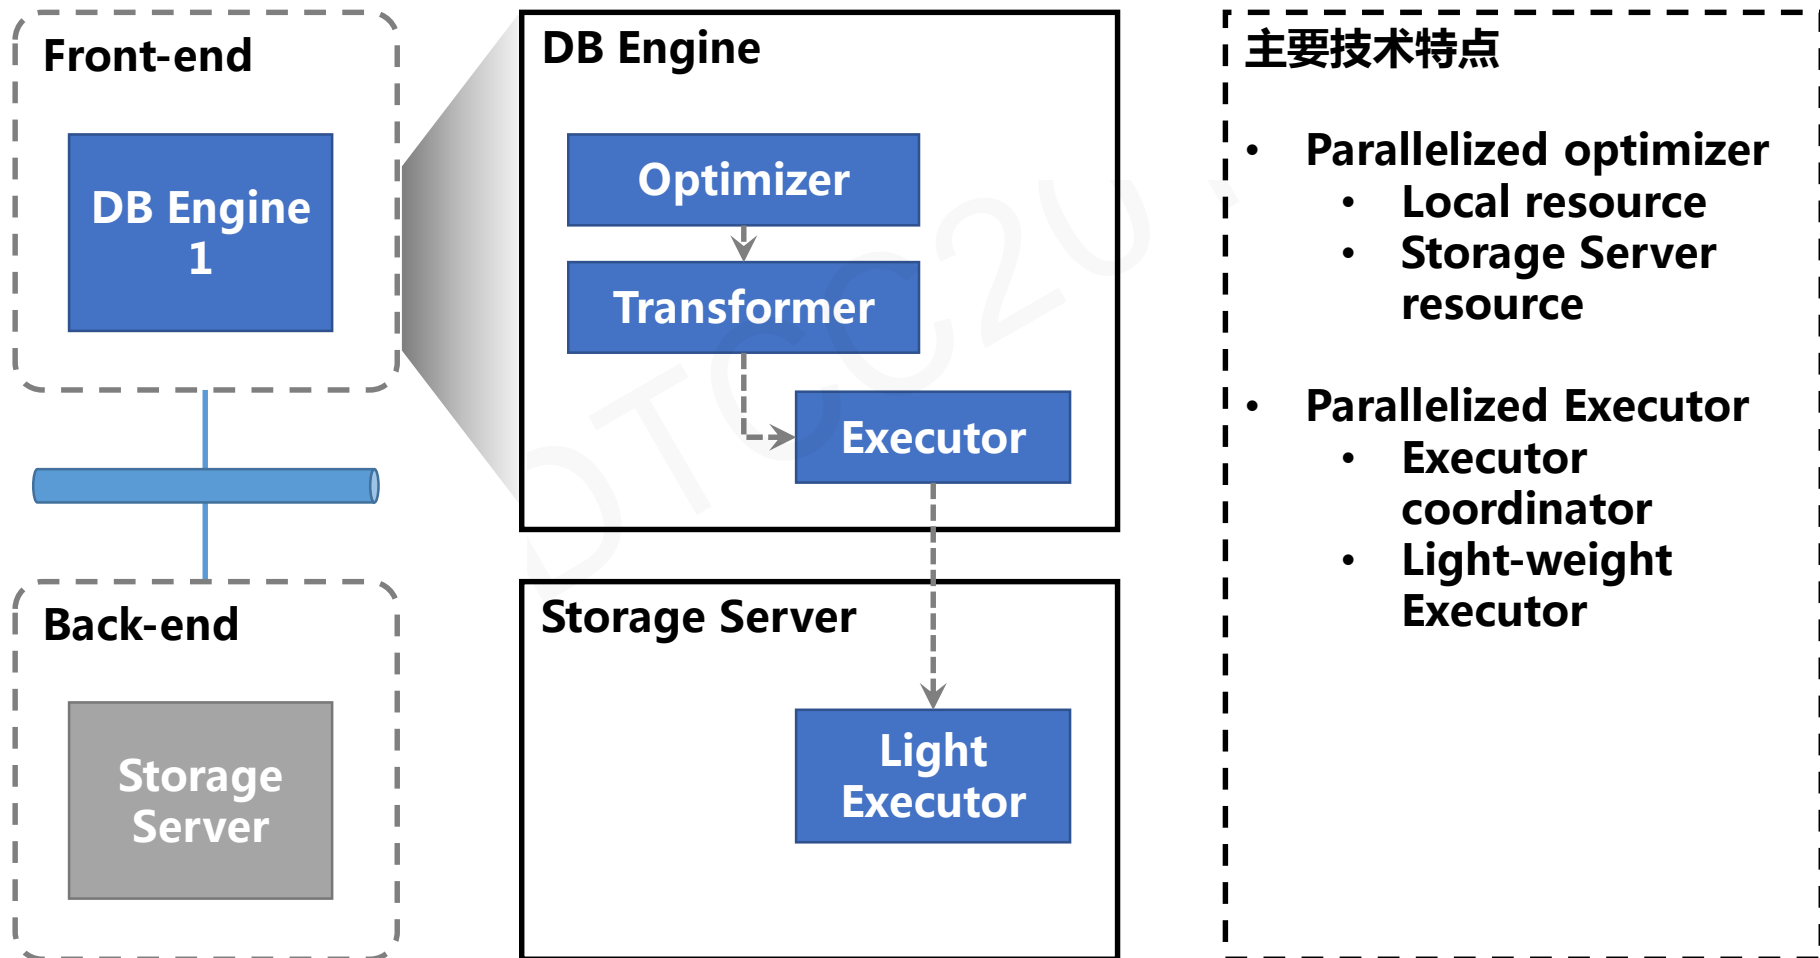 Front-end
DB Engine
1
Back-end
Storage
Server
DB Engine
Optimizer
Transformer
Executor
Storage Server
Light
Executor
主要技术特点
• Parallelized optimizer
• Local resource
• Storage Server
resource
• Parallelized Executor
• Executor
coordinator
• Light-weight
Executor